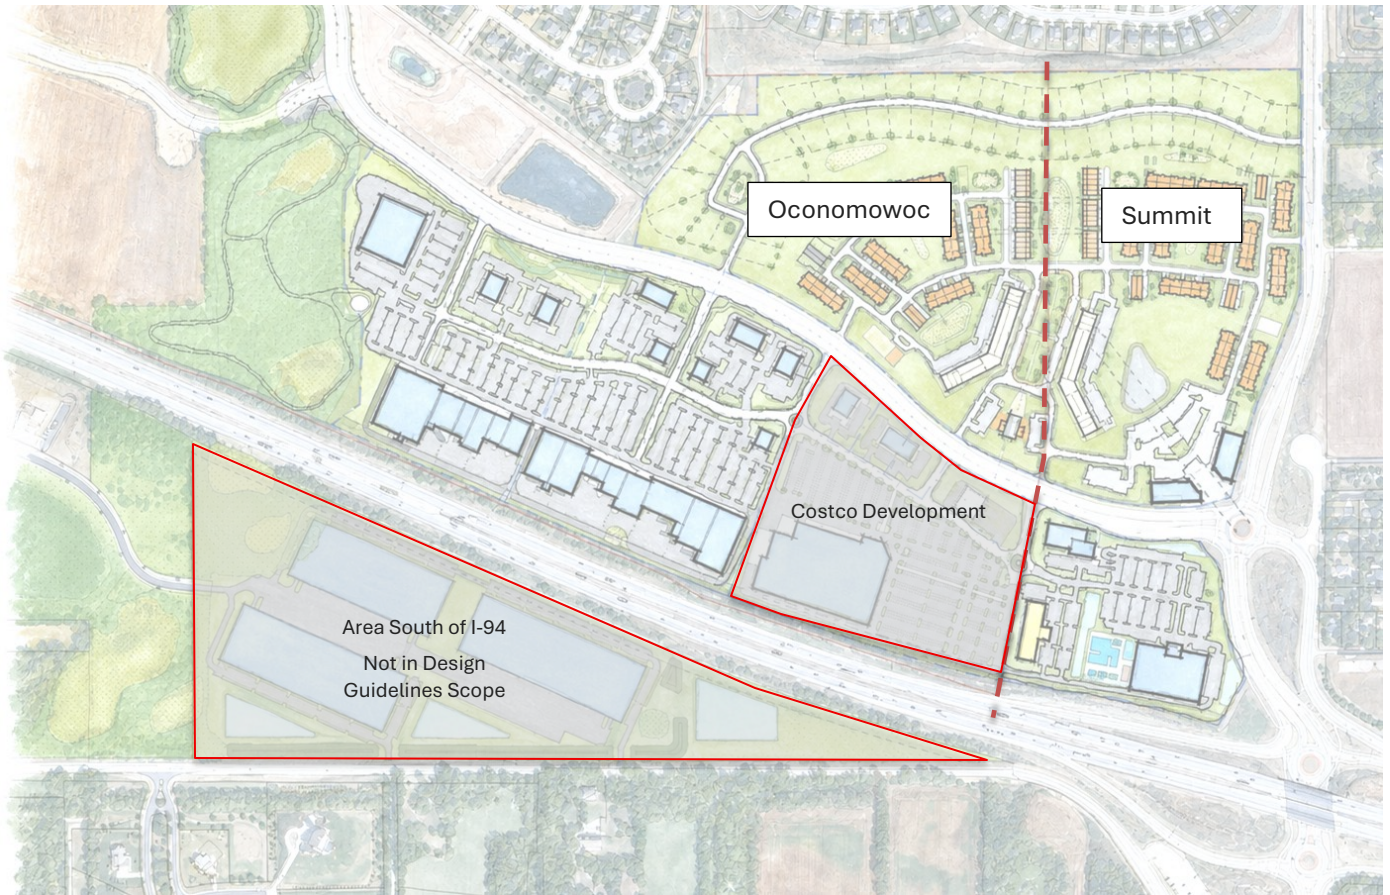 Oconomowoc
Summit
Costco Development
Area South of I-94
Not in Design
Guidelines Scope